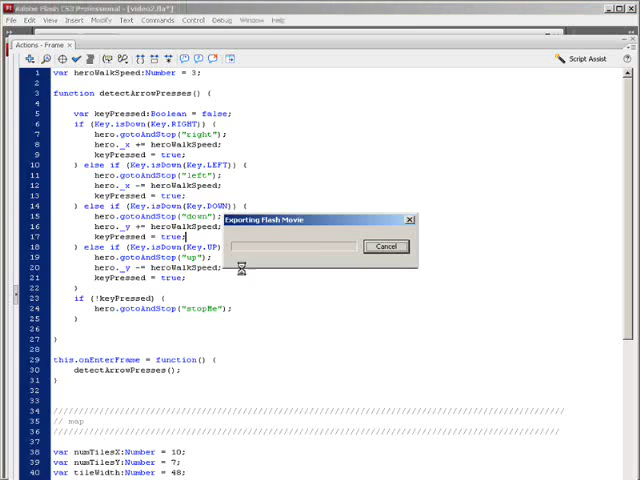 Adobe Flash CS3 Professional - [video2.fla*]
File Edit View Insert Modify Text Commands Control Debug Window Help
Actions - Frame ×
Script Assist
1 var heroWalkSpeed:Number = 3;
2
3 function detectArrowPresses() {
4
5 var keyPressed:Boolean = false;
6 if (Key.isDown(Key.RIGHT)) {
7 hero.gotoAndStop("right");
8 hero._x += heroWalkSpeed;
9 keyPressed = true;
10 } else if (Key.isDown(Key.LEFT)) {
11 hero.gotoAndStop("left");
12 hero._x -= heroWalkSpeed;
13 keyPressed = true;
14 } else if (Key.isDown(Key.DOWN)) {
15 hero.gotoAndStop("down");
16 hero._y += heroWalkSpeed;
17 keyPressed = true;
18 } else if (Key.isDown(Key.UP)
19 hero.gotoAndStop("up");
20 hero._y -= heroWalkSpeed;
21 keyPressed = true;
22 }
23 if (!keyPressed) {
24 hero.gotoAndStop("stopMe");
25 }
26
27 }
28
29 this.onEnterFrame = function() {
30 detectArrowPresses();
31 }
32
33
34 ////////////////////////////////////////////////////////////////////////////////////////////////////
35 // map
36 ///////////////////////////////////////////////////////////////////////////////////////////////////
37
38 var numTilesX:Number = 10;
39 var numTilesY:Number = 7;
40 var tileWidth:Number = 48;
Exporting Flash Movie
Cancel